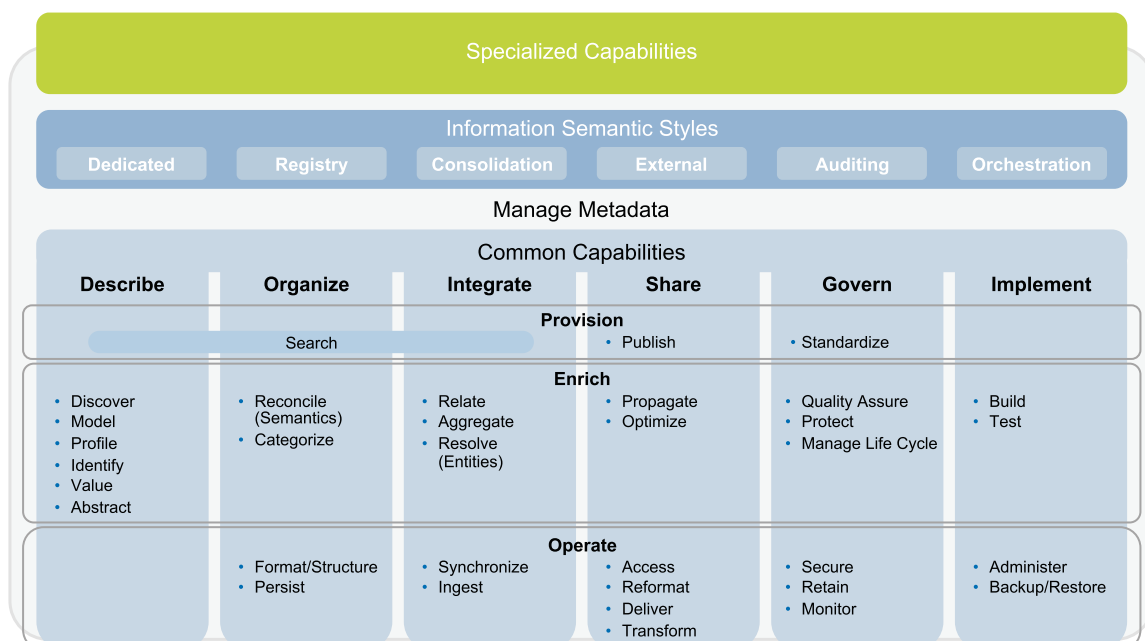 Specialized Capabilities
Information Semantic Styles
Dedicated
Registry
Consolidation
External
Auditing
Orchestration
Manage Metadata
Common Capabilities
Describe
Organize
Integrate
Share
Govern
Implement
Provision
Search
• Publish
• Standardize
Enrich
• Discover
• Model
• Profile
• Identify
• Value
• Abstract
• Reconcile
(Semantics)
• Categorize
• Relate
• Aggregate
• Resolve
(Entities)
• Propagate
• Optimize
• Quality Assure
• Protect
• Manage Life Cycle
• Build
• Test
Operate
• Format/Structure
• Persist
• Synchronize
• Ingest
• Access
• Reformat
• Deliver
• Transform
• Secure
• Retain
• Monitor
• Administer
• Backup/Restore